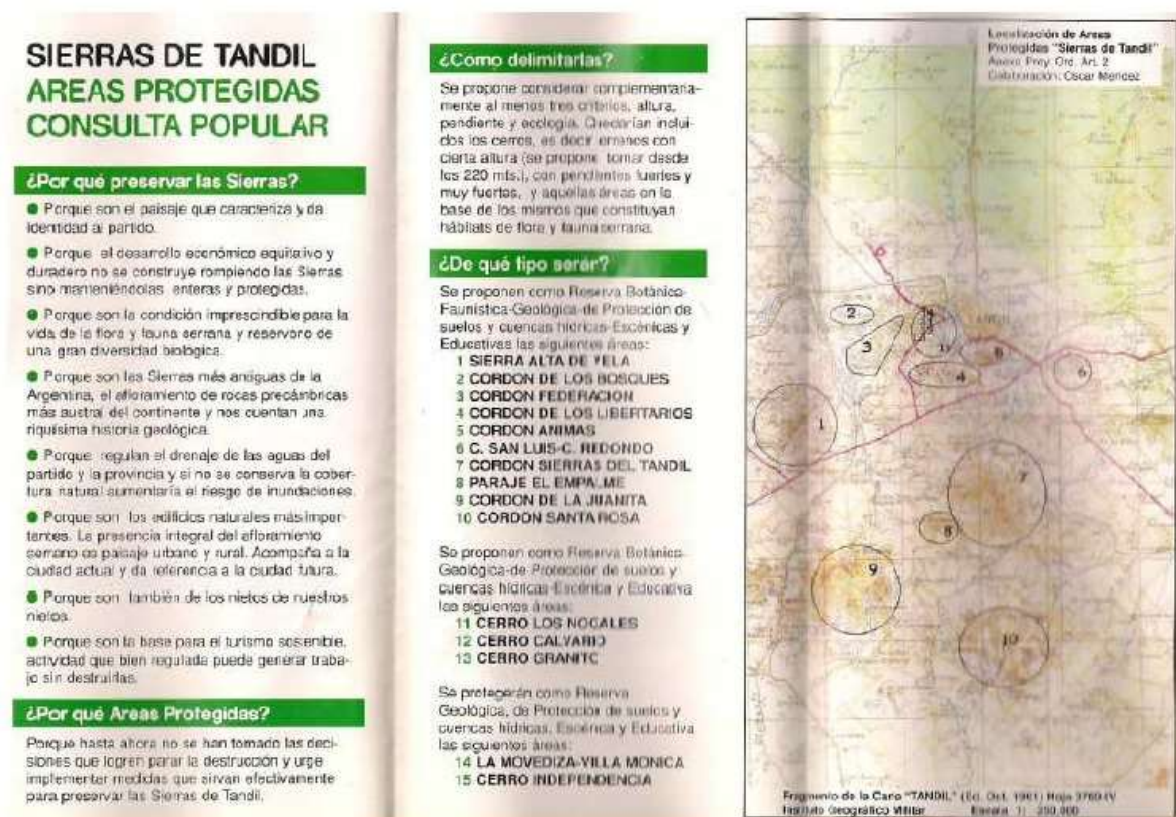 SIERRAS DE TANDIL
AREAS PROTEGIDAS
CONSULTA POPULAR
¿Por qué preservar las Sierras?
Porque son el paisaje que caracteriza y da
identidad al partido.
Porque el desarrollo económico equitativo y
duradero no se construye rompiendo las Sierras
sino manteniéndolas enteras y protegidas.
Porque son la condición imprescindible para la
vida de la flora y fauna serrana y reservorio de
una gran diversidad biológica.
Porque son las Sierras más antiguas de la
Argentina, el afloramiento de rocas precámbricas
más austral del continente y nos cuentan una
riquísima historia geológica.
Porque regulan el drenaje de las aguas del
partido y la provincia y si no se conserva la cober-
tura natural aumentaría el riesgo de inundaciones.
Porque son los edificios naturales más impor-
tantes. La presencia integral del afloramiento
serrano es paisaje urbano y rural. Acompaña a la
ciudad actual y da referencia a la ciudad futura.
Porque son también de los nietos de nuestros
nietos.
Porque son la base para el turismo sostenible,
actividad que bien regulada puede generar traba-
jo sin destruirlas.
¿Por qué Areas Protegidas?
Porque hasta ahora no se han tomado las deci-
siones que logren parar la destrucción y urge
implementar medidas que sirvan efectivamente
para preservar las Sierras de Tandil.
¿Cómo delimitarlas?
Se propone considerar complementaria-
mente al menos tres criterios, altura,
pendiente y ecología. Quedarían inclui-
dos los cerros, es decir terrenos con
cierta altura (se propone tomar desde
los 220 mts.), con pendientes fuertes y
muy fuertes, y aquellas áreas en la
base de los mismos que constituyan
hábitats de flora y fauna serrana.
¿De qué tipo serán?
Se proponen como Reserva Botánica-
Faunística-Geológica-de Protección de
suelos y cuencas hídricas-Escénicas y
Educativas las siguientes áreas:
1 SIERRA ALTA DE VELA
2 CORDON DE LOS BOSQUES
3 CORDON FEDERACION
4 CORDON DE LOS LIBERTARIOS
5 CORDON ANIMAS
6 C. SAN LUIS-C. REDONDO
7 CORDON SIERRAS DEL TANDIL
8 PARAJE EL EMPALME
9 CORDON DE LA JUANITA
10 CORDON SANTA ROSA
Se proponen como Reserva Botánica-
Geológica-de Protección de suelos y
cuencas hídricas-Escénica y Educativa
las siguientes áreas:
11 CERRO LOS NOGALES
12 CERRO CALVARIO
13 CERRO GRANITO
Se protegerán como Reserva
Geológica, de Protección de suelos y
cuencas hídricas, Escénica y Educativa
las siguientes áreas:
14 LA MOVEDIZA-VILLA MONICA
15 CERRO INDEPENDENCIA
Localización de Areas
Protegidas "Sierras de Tandil"
Anexo Proy. Ord. Art. 2
Colaboración: Oscar Mendez
2
3
4
6
1
7
8
9
10
Fragmento de la Carta "TANDIL" (Ed. Oct. 1961) Hoja 3760-IV
Instituto Geográfico Militar Escala 1: 250.000